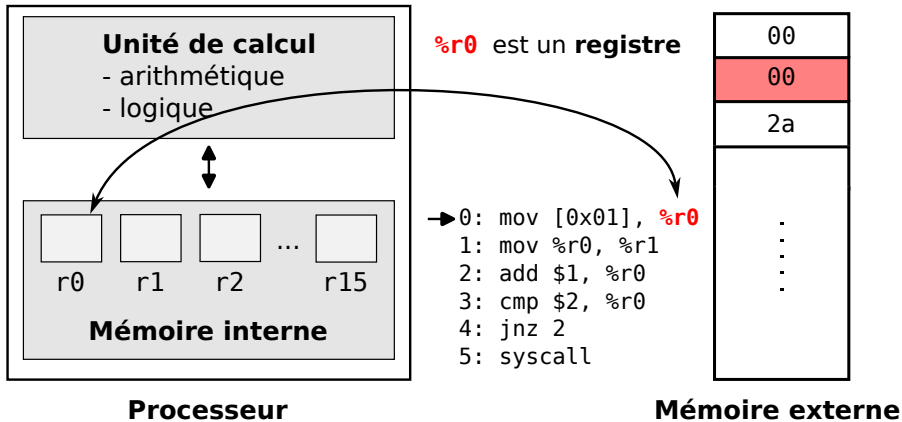 Unité de calcul
- arithmétique
- logique
r0 r1 r2 ... r15
Mémoire interne
Processeur
%r0 est un registre
0: mov [0x01], %r0
1: mov %r0, %r1
2: add $1, %r0
3: cmp $2, %r0
4: jnz 2
5: syscall
00
00
2a
Mémoire externe